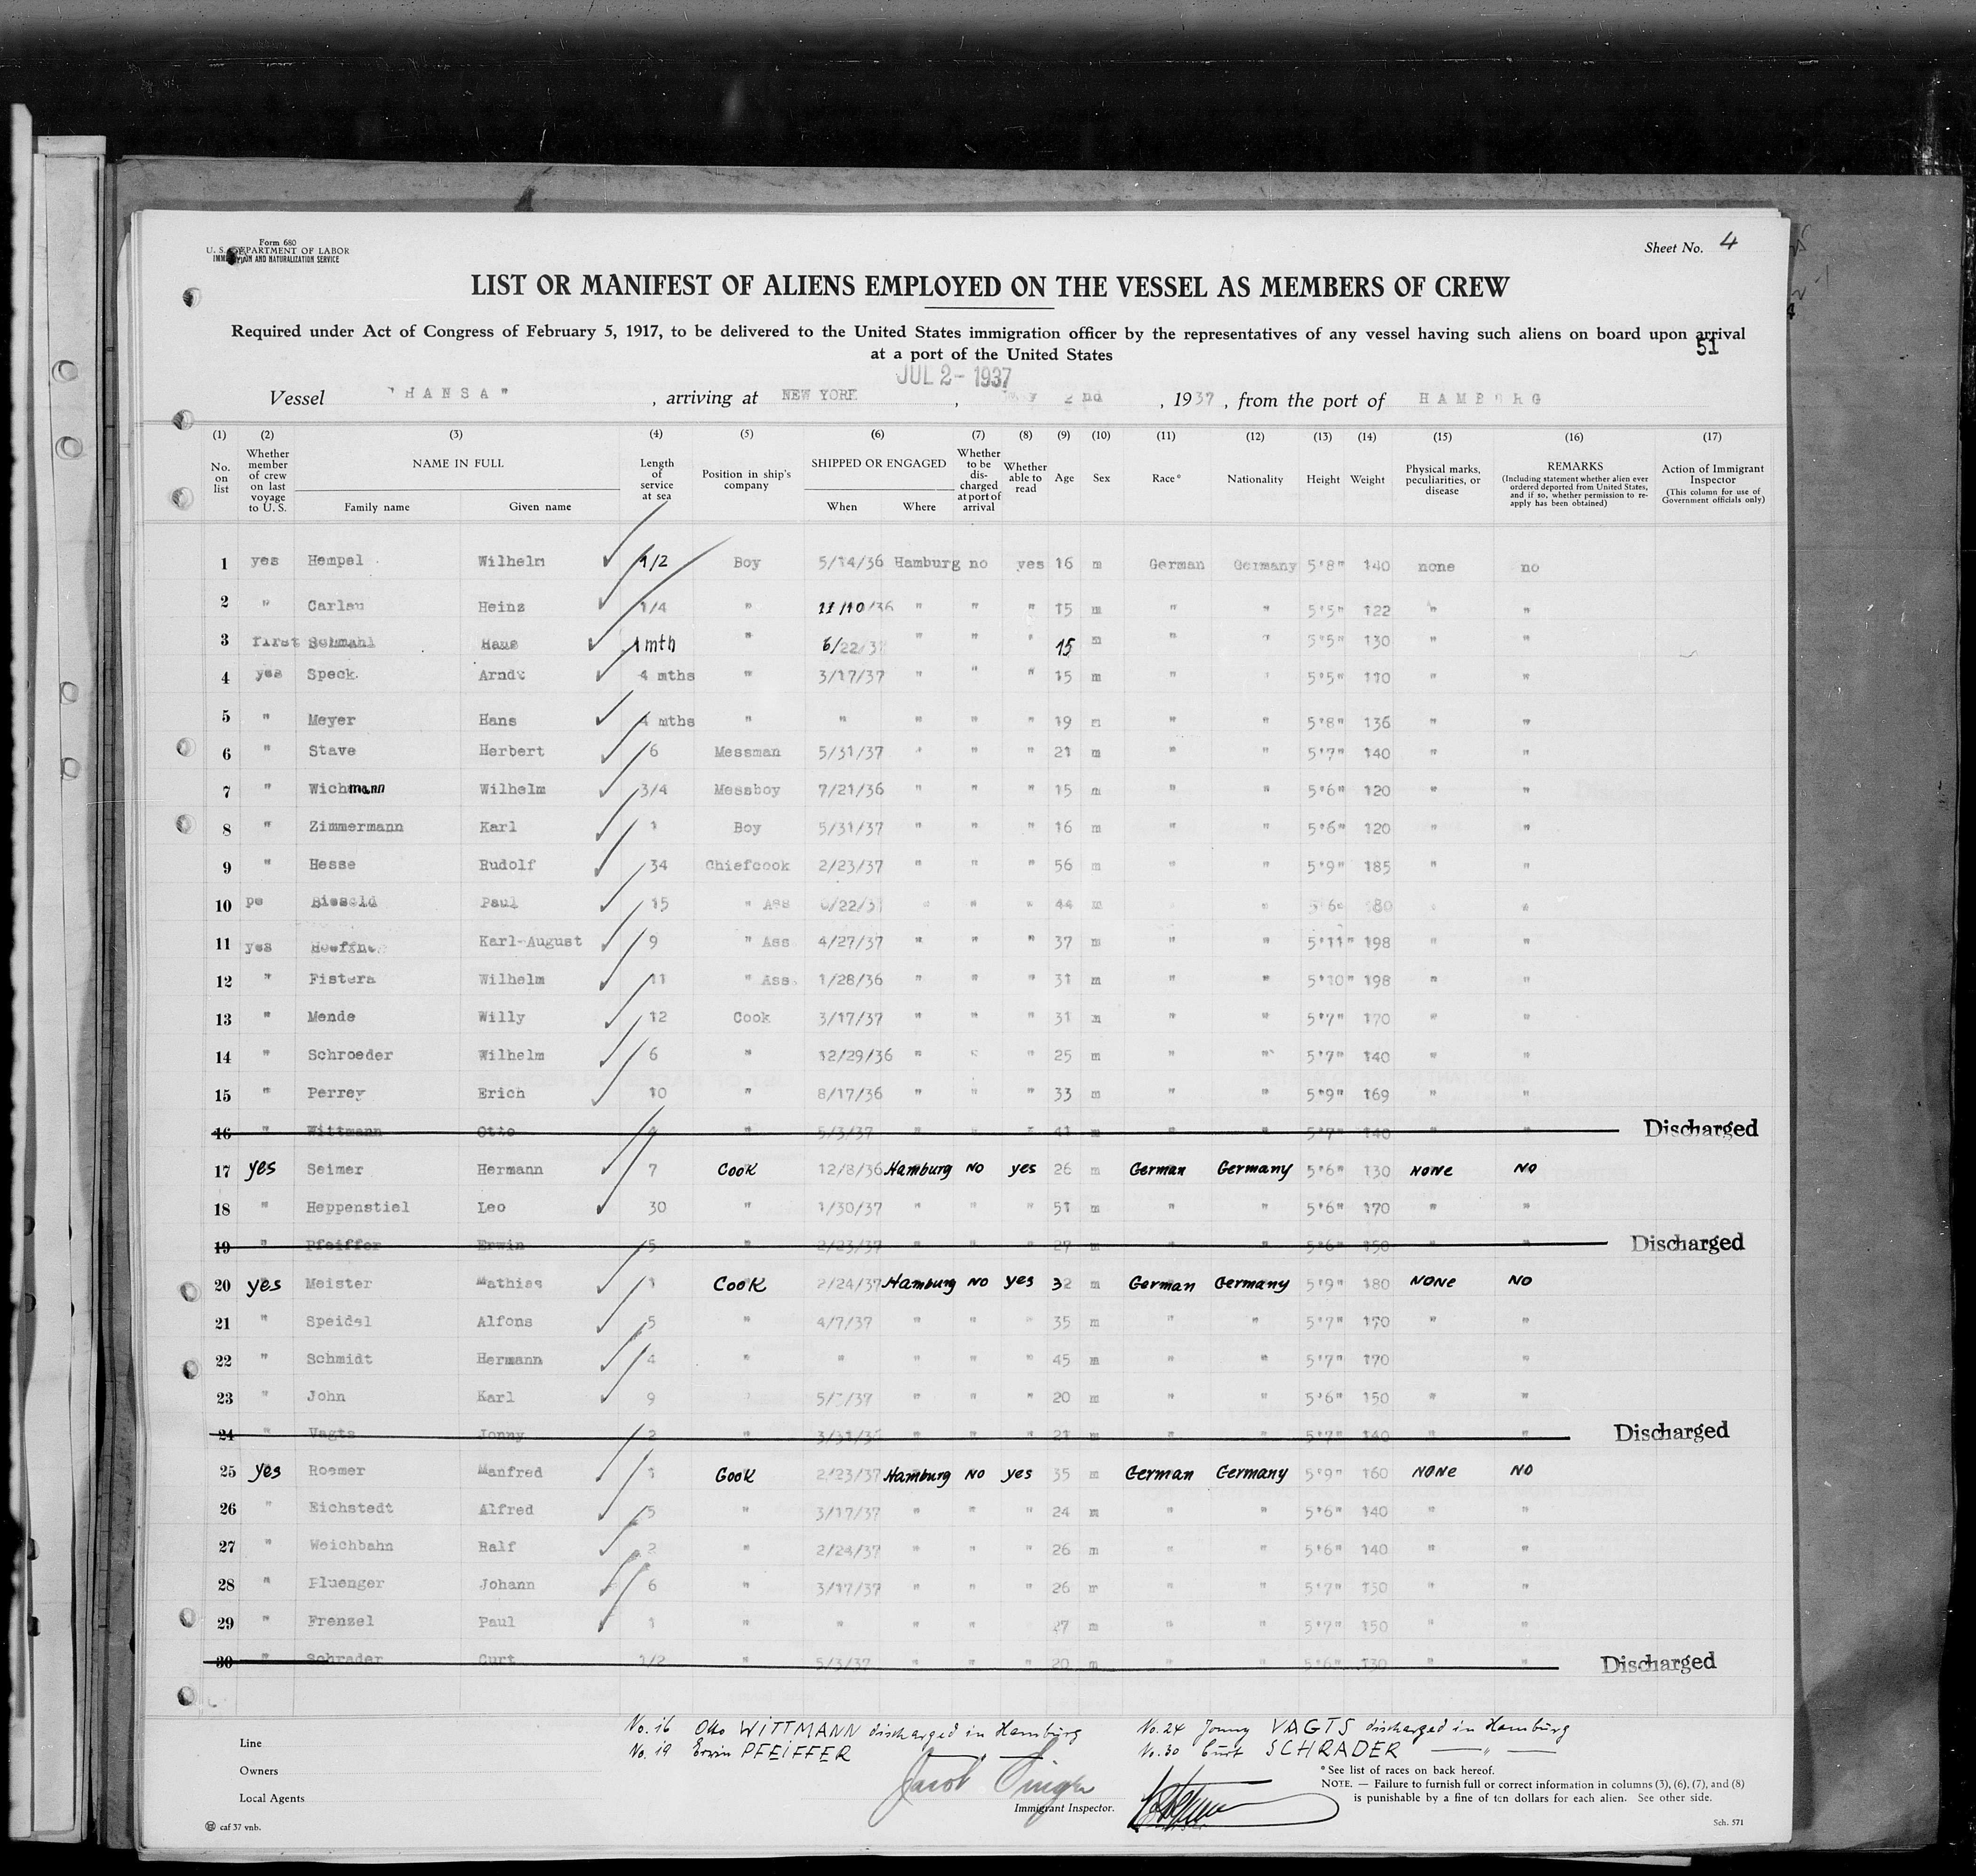 Form 680
U. S. DEPARTMENT OF LABOR
IMMIGRATION AND NATURALIZATION SERVICE
Sheet No. 4
LIST OR MANIFEST OF ALIENS EMPLOYED ON THE VESSEL AS MEMBERS OF CREW
Required under Act of Congress of February 5, 1917, to be delivered to the United States immigration officer by the representatives of any vessel having such aliens on board upon arrival
at a port of the United States
51
JUL 2 - 1937
Vessel "HANSA", arriving at NEW YORK, 2nd, 1937, from the port of HAMBURG
(1) (2) (3) (4) (5) (6) (7) (8) (9) (10) (11) (12) (13) (14) (15) (16) (17)
No. on list Whether member of crew on last voyage to U. S. NAME IN FULL Family name Given name Length of service at sea Position in ship's company SHIPPED OR ENGAGED When Where Whether to be discharged at port of arrival Whether able to read Age Sex Race* Nationality Height Weight Physical marks, peculiarities, or disease REMARKS (Including statement whether alien ever ordered deported from United States, and if so, whether permission to reapply has been obtained) Action of Immigrant Inspector (This column for use of Government officials only)
1 yes Hempel Wilhelm 1/2 Boy 5/14/36 Hamburg no yes 16 m German Germany 5'8" 140 none no
2 " Carlau Heinz 1/4 " 11/10/36 " " " 15 m " " 5'5" 122 " "
3 first Schmahl Hans 1 mth " 6/22/37 " " " 15 m " " 5'5" 130 " "
4 yes Speck Arndt 4 mths " 3/17/37 " " " 15 m " " 5'5" 110 " "
5 " Meyer Hans 4 mths " " " " " 19 m " " 5'8" 136 " "
6 " Stave Herbert 6 Messman 5/31/37 " " " 21 m " " 5'7" 140 " "
7 " Wichmann Wilhelm 3/4 Messboy 7/21/36 " " " 15 m " " 5'6" 120 " "
8 " Zimmermann Karl 1 Boy 5/31/37 " " " 16 m " " 5'6" 120 " "
9 " Hesse Rudolf 34 Chiefcook 2/23/37 " " " 56 m " " 5'9" 185 " "
10 Biesold Paul 15 " Ass 6/22/37 " " " 44 m " 5'6" 180 " "
11 yes Karl-August 9 " Ass 4/27/37 " " " 37 m " " 5'11" 198 " "
12 " Fistera Wilhelm 11 " Ass. 1/28/36 " " " 31 m " " 5'10" 198 " "
13 " Mende Willy 12 Cook 3/17/37 " " " 31 m " " 5'7" 170 " "
14 " Schroeder Wilhelm 6 " 12/29/36 " " " 25 m " " 5'7" 140 " "
15 " Perrey Erich 10 " 8/17/36 " " " 33 m " " 5'9" 169 " "
16 " Wittmann Otto 4 " 5/3/37 " " " 41 m " " 5'7" 140 " " Discharged
17 yes Seimer Hermann 7 Cook 12/8/36 Hamburg No yes 26 m German Germany 5'6" 130 None No
18 " Heppenstiel Leo 30 " 1/30/37 " " " 51 m " " 5'6" 170 " "
19 " Pfeiffer Erwin 5 " 2/23/37 " " " 27 m " " 5'6" 150 " " Discharged
20 yes Meister Mathias 1 Cook 2/24/37 Hamburg No yes 32 m German Germany 5'9" 180 None No
21 " Speidel Alfons 5 " 4/7/37 " " " 35 m " " 5'7" 170 " "
22 " Schmidt Hermann 4 " " " " " 45 m " " 5'7" 170 "
23 " John Karl 9 " 5/3/37 " " " 20 m " " 5'6" 150 " "
24 " Vagts Jonny 2 " 3/31/37 " " " 21 m " " 5'7" 140 " " Discharged
25 yes Roemer Manfred 1 Cook 2/23/37 Hamburg No yes 35 m German Germany 5'9" 160 None No
26 " Eichstedt Alfred 5 " 3/17/37 " " " 24 m " " 5'6" 140 " "
27 " Weichbahn Ralf 2 " 2/24/37 " " " 26 m " " 5'6" 140 " "
28 " Pluenger Johann 6 " 3/17/37 " " " 26 m " " 5'7" 150 " "
29 " Frenzel Paul 1 " " " " 27 m " " 5'7" 150 " "
30 " Schrader Curt 1/2 " 5/3/37 " " " 20 m " " 5'6" 130 " " Discharged
No. 16 Otto WITTMANN discharged in Hamburg No. 24 Jonny VAGTS discharged in Hamburg
Line No. 19 Erwin PFEIFFER — " — No. 30 Curt SCHRADER — " —
Owners
*See list of races on back hereof.
Local Agents
Jacob Singer
Immigrant Inspector.
NOTE. — Failure to furnish full or correct information in columns (3), (6), (7), and (8)
is punishable by a fine of ten dollars for each alien. See other side.
caf 37 vnb.
Sch. 571